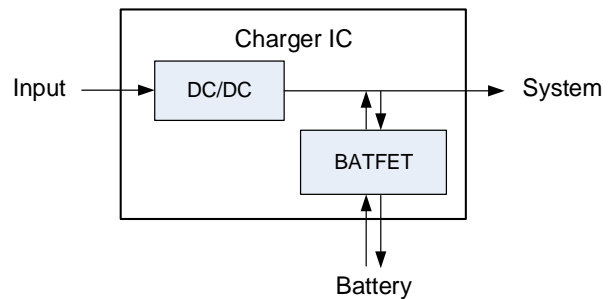 Charger IC
Input
DC/DC
System
BATFET
Battery